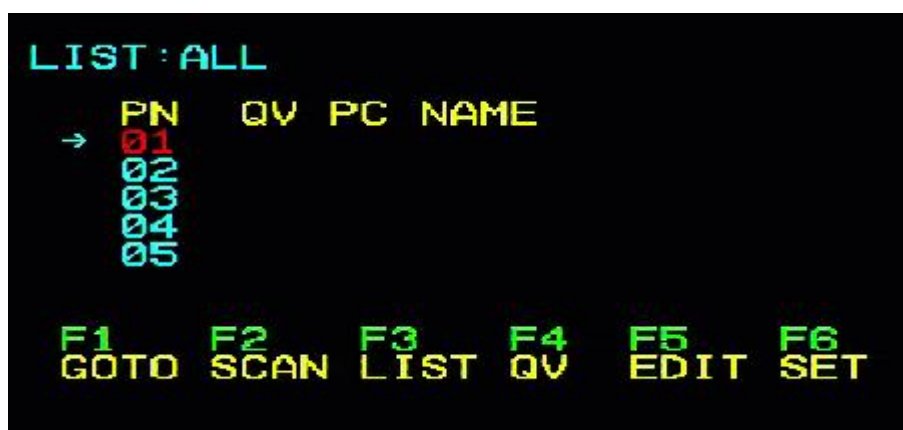 LIST:ALL
PN QV PC NAME
→ 01
02
03
04
05
F1 F2 F3 F4 F5 F6
GOTO SCAN LIST QV EDIT SET